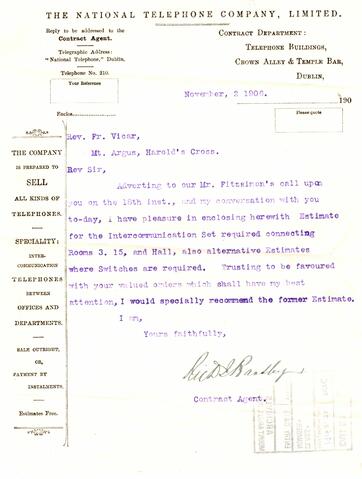 THE NATIONAL TELEPHONE COMPANY, LIMITED.
Reply to be addressed to the
Contract Agent.
Telegraphic Address:
"National Telephone," Dublin.
Telephone No. 210.
Your Reference
CONTRACT DEPARTMENT:
TELEPHONE BUILDINGS,
CROWN ALLEY & TEMPLE BAR,
DUBLIN,
November, 2 1906.
190
Enclos
Please quote
THE COMPANY
IS PREPARED TO
SELL
ALL KINDS OF
TELEPHONES.
SPECIALITY:
INTER-
COMMUNICATION
TELEPHONES
BETWEEN
OFFICES AND
DEPARTMENTS.
SALE OUTRIGHT,
OR,
PAYMENT BY
INSTALMENTS.
Estimates Free.
Rev. Fr. Vicar,
Mt. Argus, Harold's Cross.
Rev Sir,
Adverting to our Mr. Fitzsimon's call upon
you on the 18th inst., and my conversation with you
to-day, I have pleasure in enclosing herewith Estimate
for the Intercommunication Set required connecting
Rooms 3. 15, and Hall, also alternative Estimates
where Switches are required. Trusting to be favoured
with your valued orders which shall have my best
attention, I would specially recommend the former Estimate.
I am,
Yours faithfully,
Contract Agent.